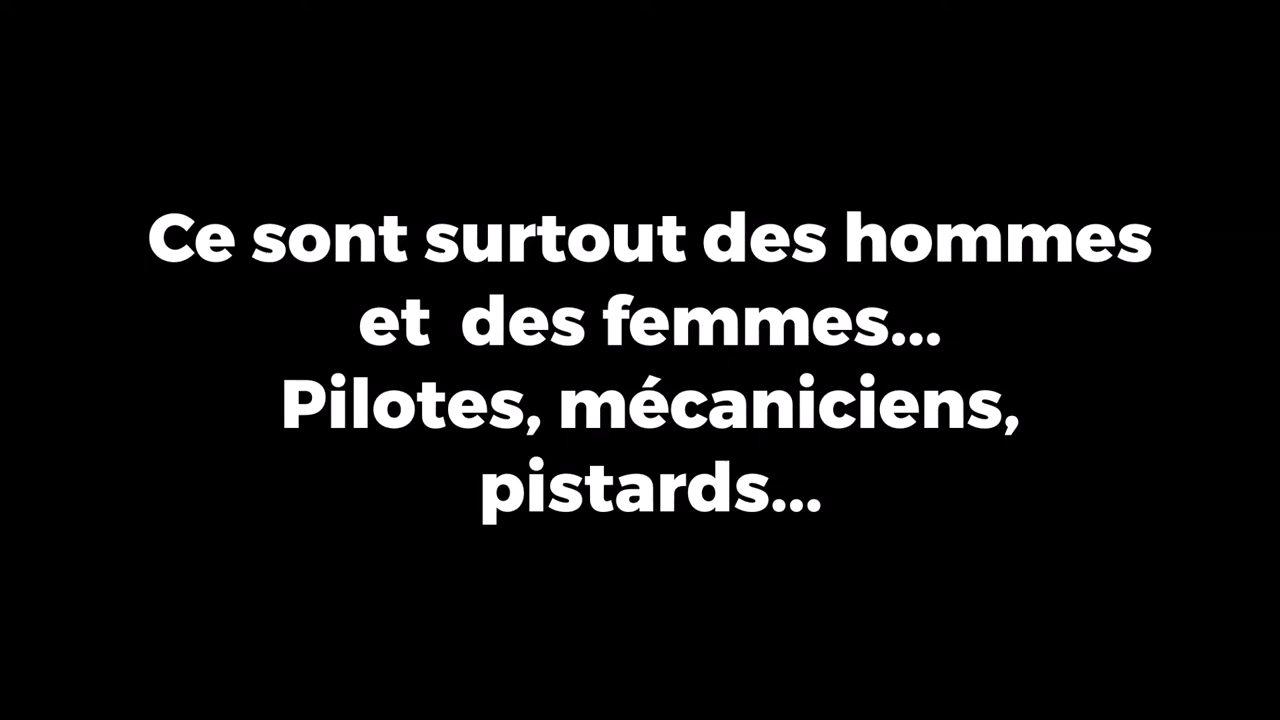 Ce sont surtout des hommes
et  des femmes...
Pilotes, mécaniciens,
pistards...